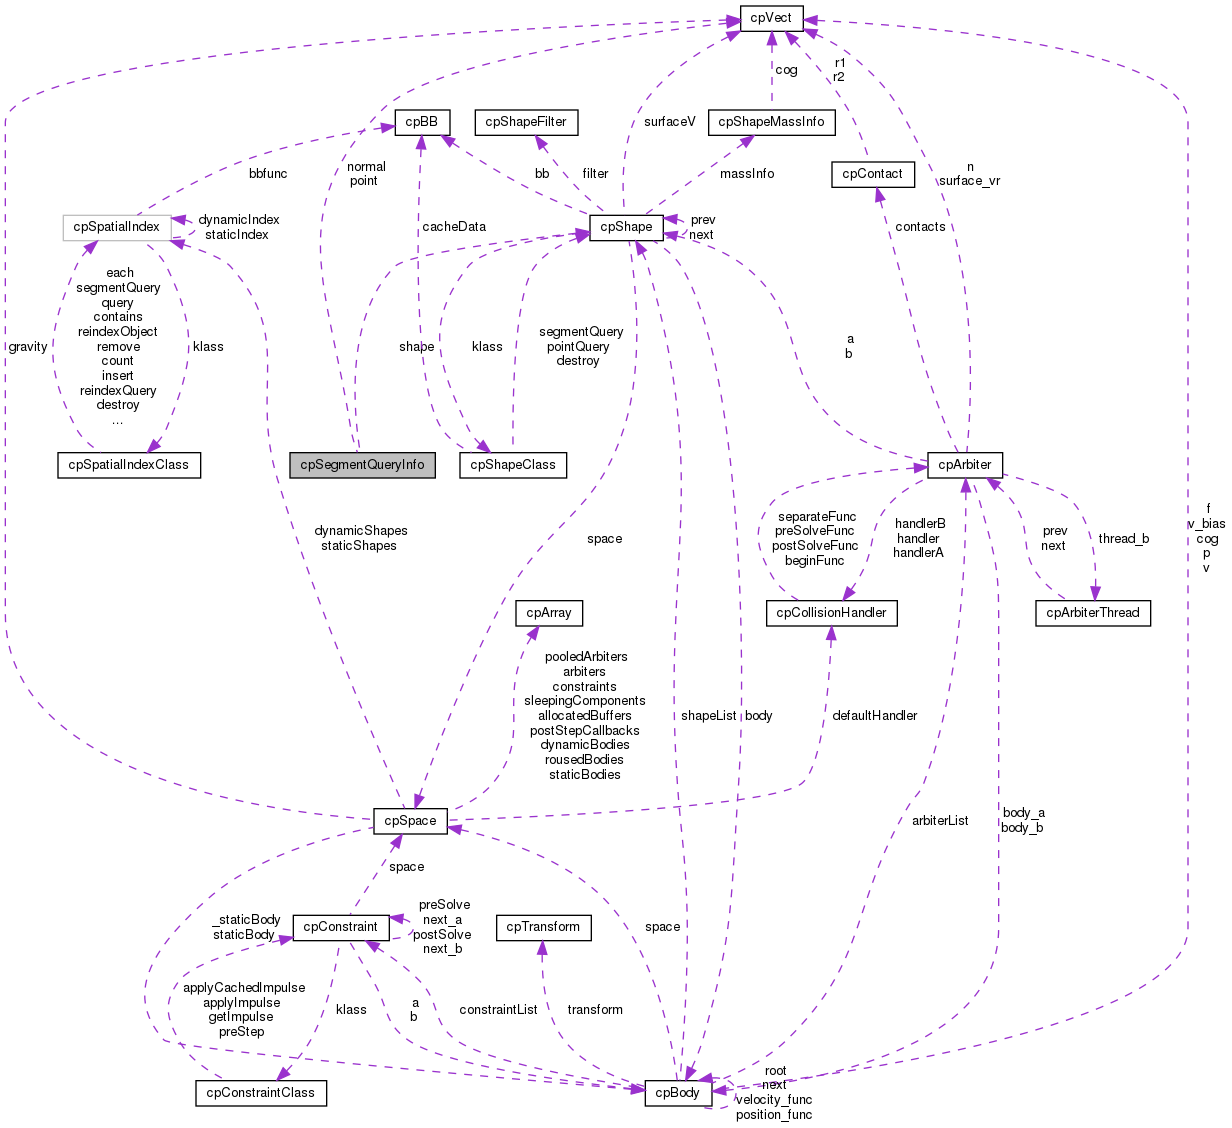 cpVect
cog
r1
r2
cpBB
cpShapeFilter
surfaceV
cpShapeMassInfo
normal
point
bbfunc
bb
filter
massInfo
cpContact
n
surface_vr
cpSpatialIndex
dynamicIndex
staticIndex
cacheData
cpShape
prev
next
contacts
each
segmentQuery
query
contains
reindexObject
remove
count
insert
reindexQuery
destroy
...
gravity
klass
shape
klass
segmentQuery
pointQuery
destroy
a
b
cpSpatialIndexClass
cpSegmentQueryInfo
cpShapeClass
cpArbiter
dynamicShapes
staticShapes
space
separateFunc
preSolveFunc
postSolveFunc
beginFunc
handlerB
handler
handlerA
prev
next
thread_b
f
v_bias
cog
p
v
cpArray
cpCollisionHandler
cpArbiterThread
pooledArbiters
arbiters
constraints
sleepingComponents
allocatedBuffers
postStepCallbacks
dynamicBodies
rousedBodies
staticBodies
shapeList
body
defaultHandler
cpSpace
arbiterList
body_a
body_b
space
_staticBody
staticBody
cpConstraint
preSolve
next_a
postSolve
next_b
cpTransform
space
applyCachedImpulse
applyImpulse
getImpulse
preStep
klass
a
b
constraintList
transform
cpConstraintClass
cpBody
root
next
velocity_func
position_func